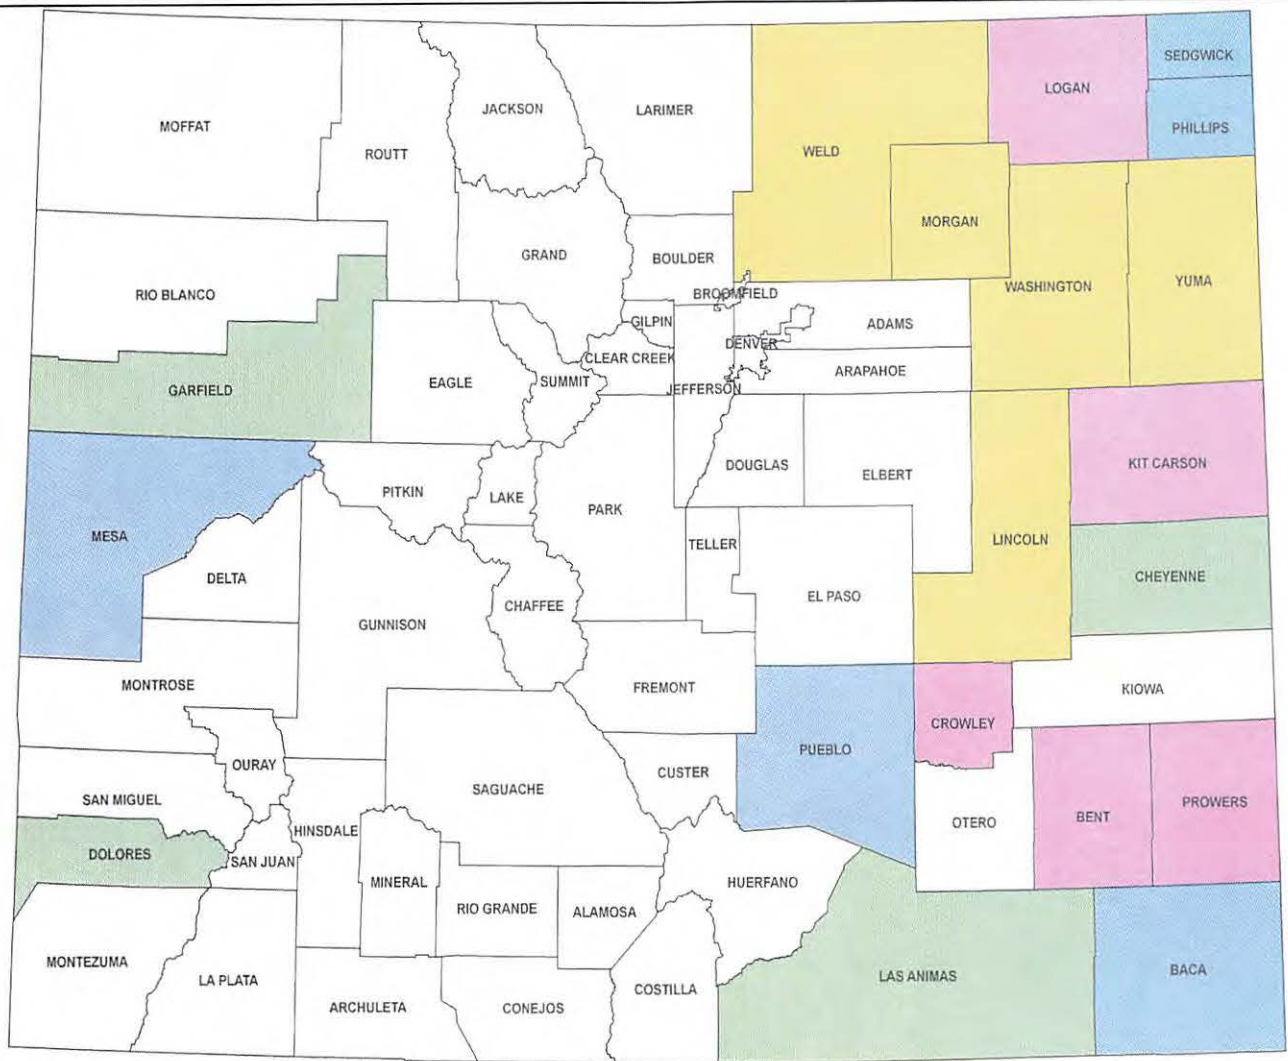 SEDGWICK
LOGAN
JACKSON
LARIMER
MOFFAT
PHILLIPS
ROUTT
WELD
MORGAN
GRAND
BOULDER
YUMA
WASHINGTON
RIO BLANCO
BROOMFIELD
GILPIN
ADAMS
DENVER
CLEAR CREEK
ARAPAHOE
EAGLE
SUMMIT
GARFIELD
JEFFERSON
KIT CARSON
DOUGLAS
ELBERT
PITKIN
LAKE
PARK
MESA
LINCOLN
TELLER
DELTA
CHEYENNE
EL PASO
CHAFFEE
GUNNISON
MONTROSE
FREMONT
KIOWA
CROWLEY
PUEBLO
OURAY
CUSTER
SAGUACHE
SAN MIGUEL
PROWERS
BENT
OTERO
HINSDALE
DOLORES
SAN JUAN
MINERAL
HUERFANO
RIO GRANDE
ALAMOSA
MONTEZUMA
BACA
LAS ANIMAS
LA PLATA
COSTILLA
ARCHULETA
CONEJOS